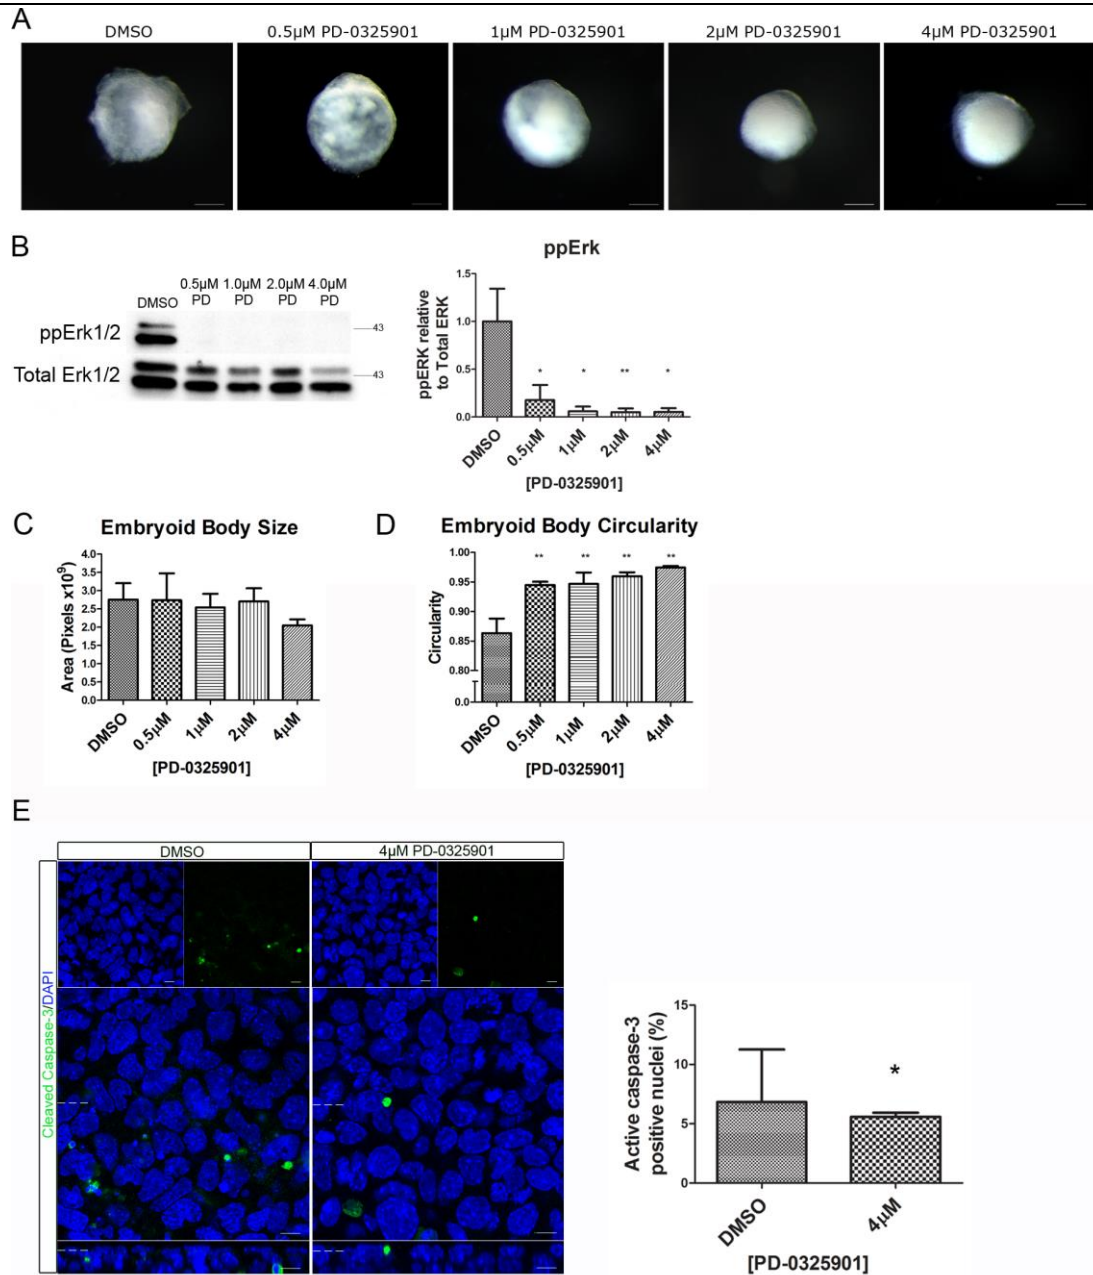 A
DMSO
0.5µM PD-0325901
1µM PD-0325901
2µM PD-0325901
4µM PD-0325901
B
DMSO
0.5µM PD
1.0µM PD
2.0µM PD
4.0µM PD
ppErk1/2
43
Total Erk1/2
43
ppErk
ppERK relative
to Total ERK
1.5
1.0
0.5
0.0
*
*
**
*
DMSO
0.5µM
1µM
2µM
4µM
[PD-0325901]
C
Embryoid Body Size
Area (Pixels x10⁹)
4.0
3.5
3.0
2.5
2.0
1.5
1.0
0.5
0.0
DMSO
0.5µM
1µM
2µM
4µM
[PD-0325901]
D
Embryoid Body Circularity
Circularity
1.00
0.95
0.90
0.85
0.80
0.0
**
**
**
**
DMSO
0.5µM
1µM
2µM
4µM
[PD-0325901]
E
DMSO
4µM PD-0325901
Cleaved Caspase-3/DAPI
Active caspase-3
positive nuclei (%)
15
10
5
0
*
DMSO
4µM
[PD-0325901]